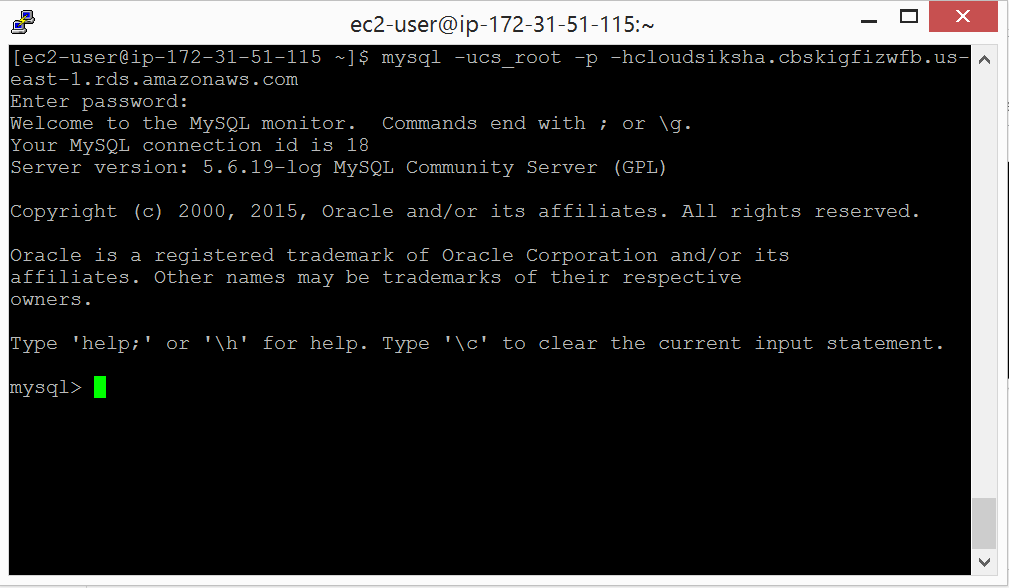 ec2-user@ip-172-31-51-115:~
[ec2-user@ip-172-31-51-115 ~]$ mysql -ucs_root -p -hcloudsiksha.cbskigfizwfb.us-
east-1.rds.amazonaws.com
Enter password:
Welcome to the MySQL monitor.  Commands end with ; or \g.
Your MySQL connection id is 18
Server version: 5.6.19-log MySQL Community Server (GPL)

Copyright (c) 2000, 2015, Oracle and/or its affiliates. All rights reserved.

Oracle is a registered trademark of Oracle Corporation and/or its
affiliates. Other names may be trademarks of their respective
owners.

Type 'help;' or '\h' for help. Type '\c' to clear the current input statement.

mysql>